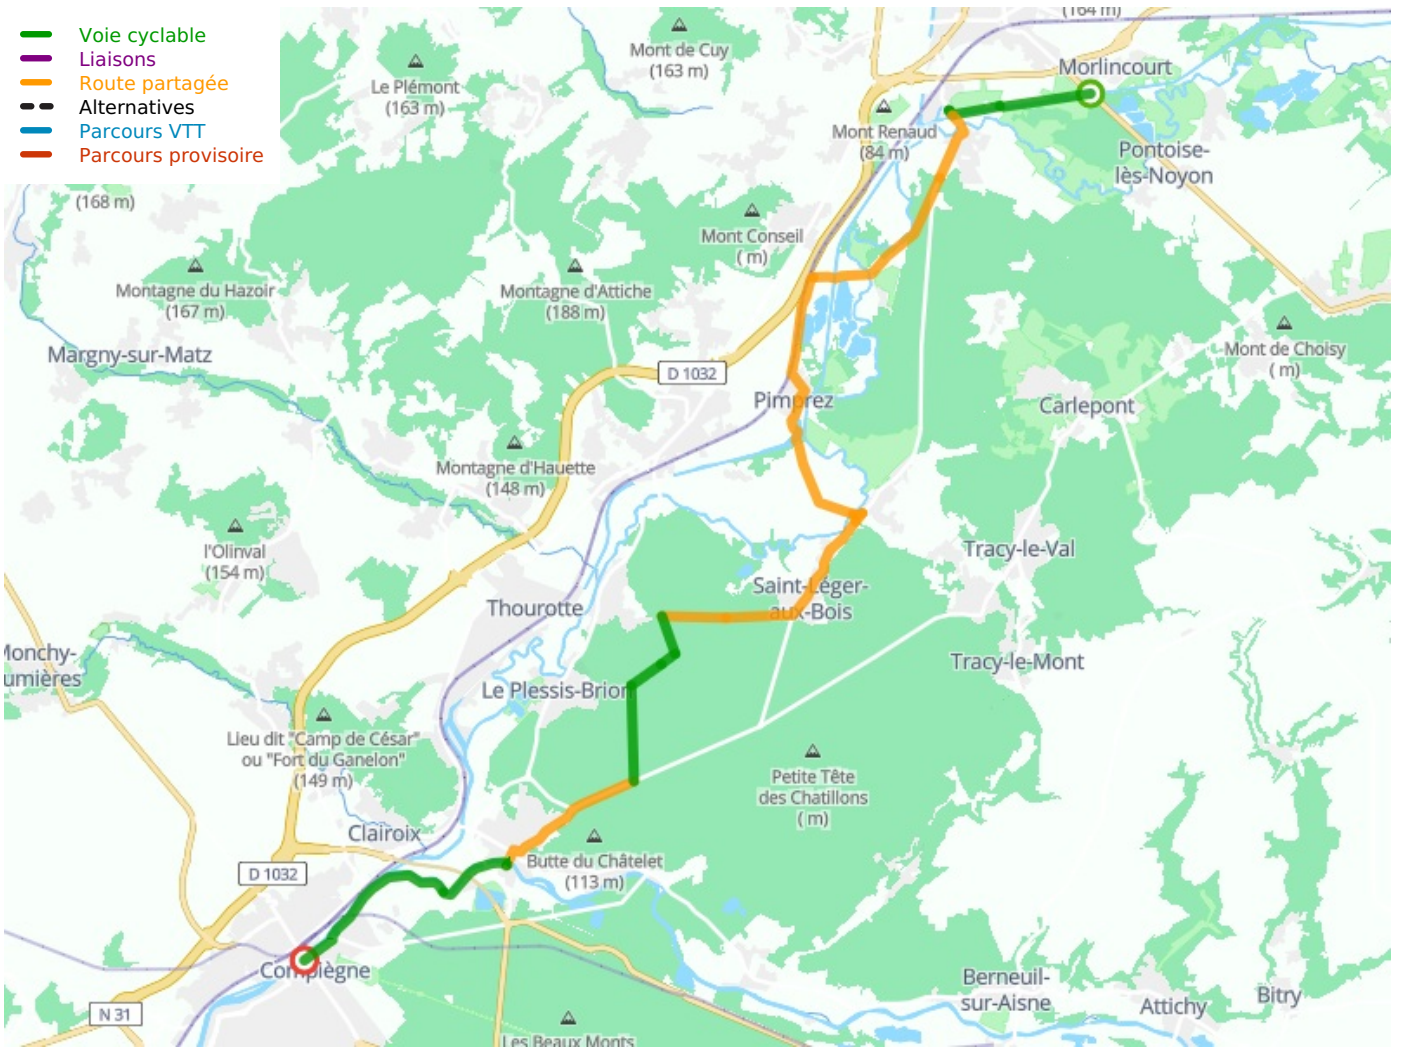 Voie cyclable
Liaisons
Route partagée
Alternatives
Parcours VTT
Parcours provisoire
(164 m)
Mont de Cuy
(163 m)
Le Plémont
(163 m)
Morlincourt
Mont Renaud
(84 m)
Pontoise-
lès-Noyon
(168 m)
Mont Conseil
( m)
Montagne du Hazoir
(167 m)
Montagne d'Attiche
(188 m)
Margny-sur-Matz
D 1032
Mont de Choisy
( m)
Pimprez
Carlepont
Montagne d'Hauette
(148 m)
l'Olinval
(154 m)
Tracy-le-Val
Saint-Léger-
aux-Bois
Thourotte
Monchy-
umières
Tracy-le-Mont
Le Plessis-Brion
Lieu dit "Camp de César"
ou "Fort du Ganelon"
(149 m)
Petite Tête
des Chatillons
( m)
Clairoix
Butte du Châtelet
(113 m)
D 1032
Compiègne
Berneuil-
sur-Aisne
Attichy
Bitry
N 31
Les Beaux Monts